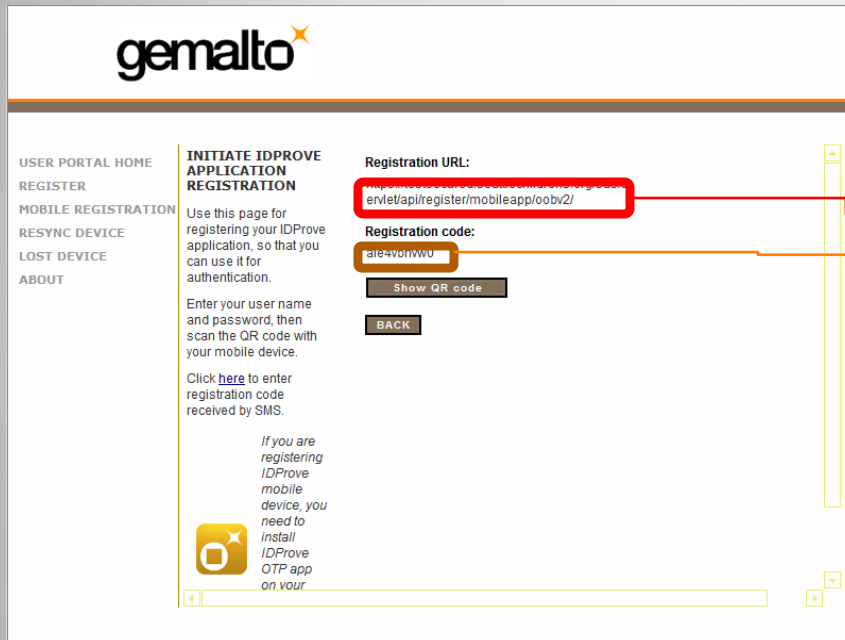 gemalto
USER PORTAL HOME
REGISTER
MOBILE REGISTRATION
RESYNC DEVICE
LOST DEVICE
ABOUT
INITIATE IDPROVE
APPLICATION
REGISTRATION
Use this page for
registering your IDProve
application, so that you
can use it for
authentication.
Enter your user name
and password, then
scan the QR code with
your mobile device.
Click here to enter
registration code
received by SMS.
If you are
registering
IDProve
mobile
device, you
need to
install
IDProve
OTP app
on your
Registration URL:
ervlet/api/register/mobileapp/oobv2/
Registration code:
Show QR code
BACK